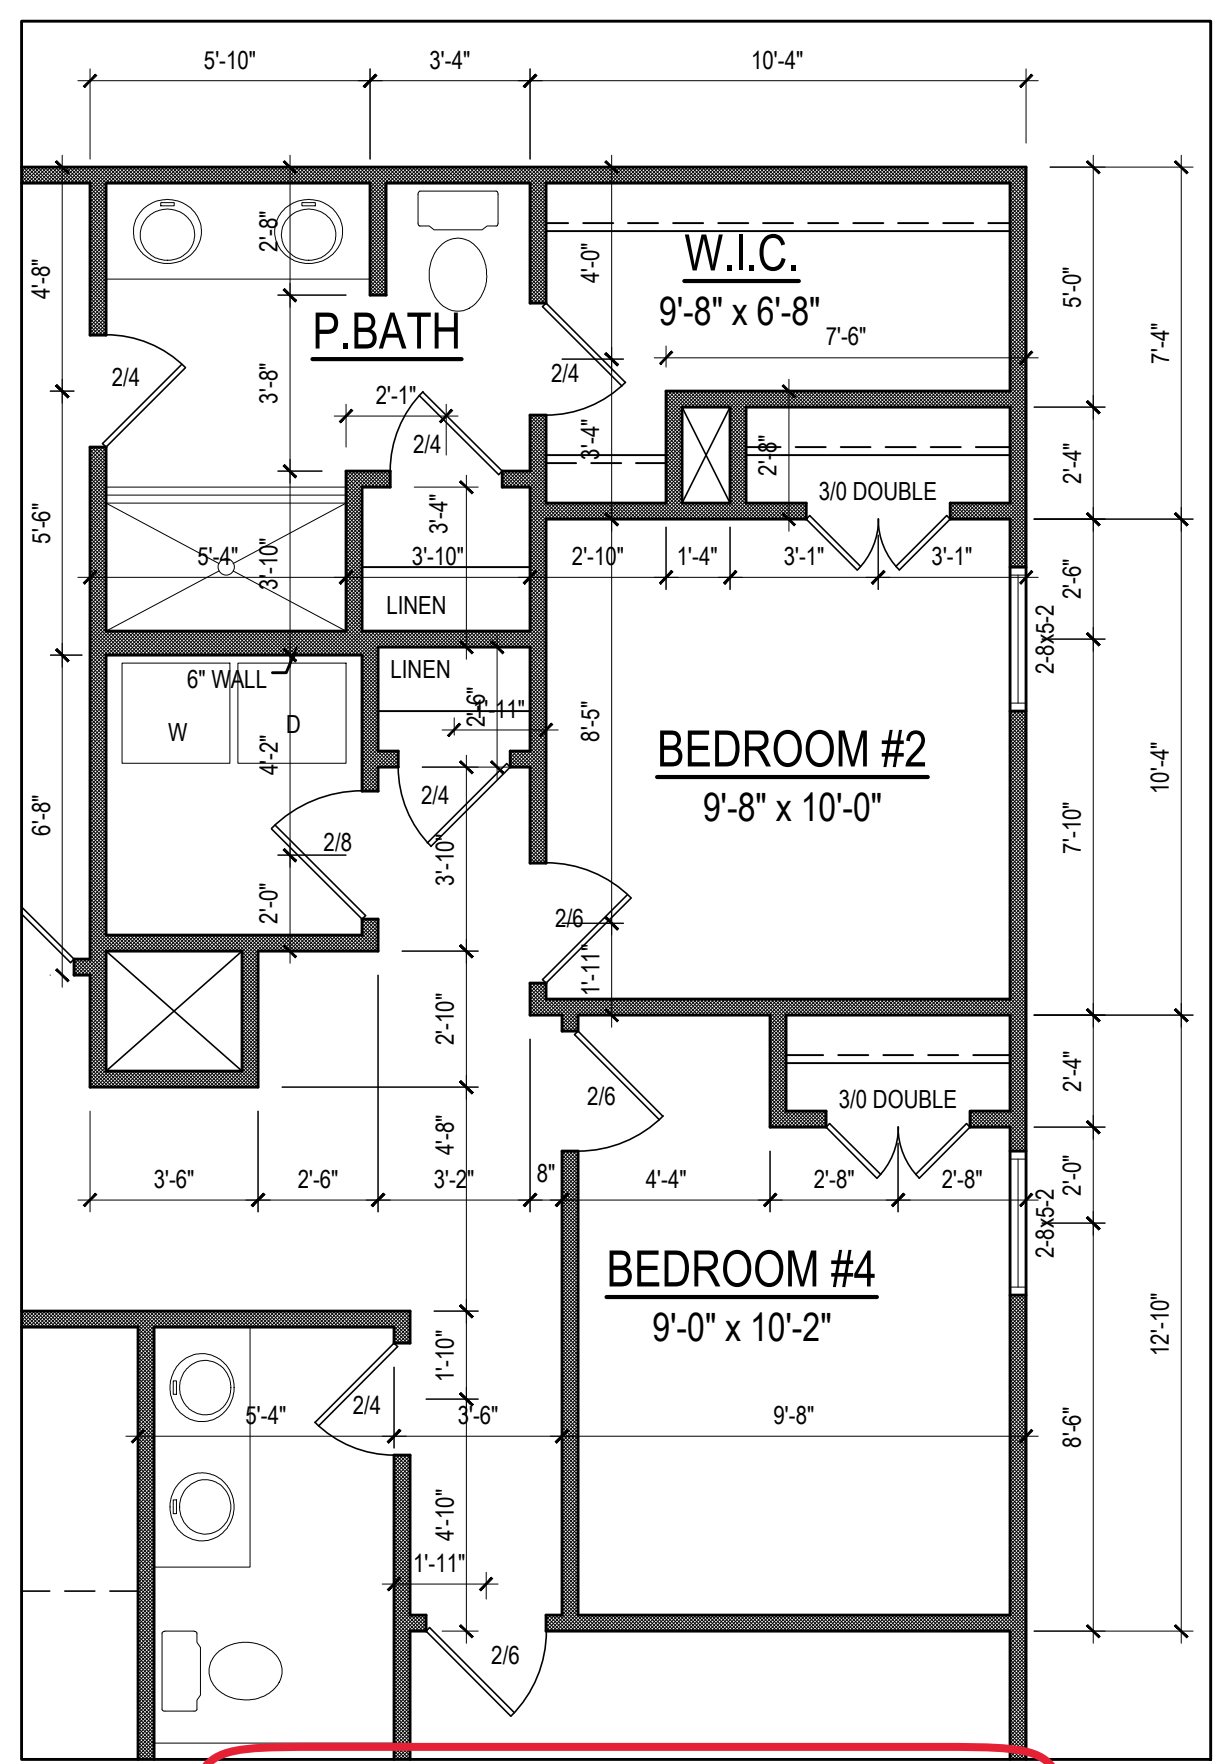 5'-10" 3'-4" 10'-4"
4'-8" 2'-8" 4'-0" W.I.C. 5'-0"
9'-8" x 6'-8"
P.BATH 7'-6" 7'-4"
2/4 3'-8" 2'-1" 2/4
2/4 3'-4" 2'-8" 2'-4"
3/0 DOUBLE
5'-6" 3'-4"
5'-4" 3'-10" 3'-10" 2'-10" 1'-4" 3'-1" 3'-1" 2'-6"
LINEN 2-8x5-2
LINEN
6" WALL 2'-6" 1'-11" 8'-5"
W D BEDROOM #2
4'-2" 10'-4"
9'-8" x 10'-0"
6'-8" 2/4 7'-10"
2/8 3'-10"
2'-0" 2/6
1'-11"
2'-10" 2'-4"
2/6 3/0 DOUBLE
4'-8"
3'-6" 2'-6" 3'-2" 8" 4'-4" 2'-8" 2'-8" 2'-0"
2-8x5-2
BEDROOM #4
9'-0" x 10'-2" 12'-10"
1'-10"
2/4
5'-4" 3'-6" 9'-8" 8'-6"
4'-10"
1'-11"
2/6